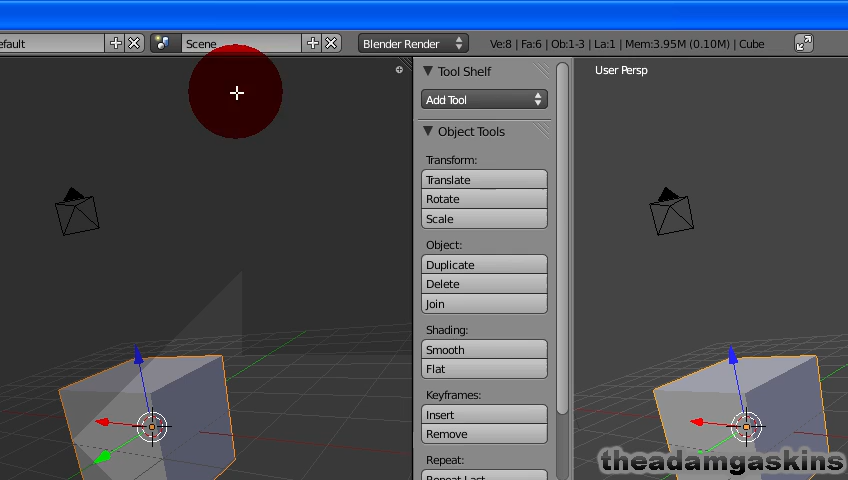 efault Scene Blender Render Ve:8 | Fa:6 | Ob:1-3 | La:1 | Mem:3.95M (0.10M) | Cube
Tool Shelf
User Persp
Add Tool
Object Tools
Transform:
Translate
Rotate
Scale
Object:
Duplicate
Delete
Join
Shading:
Smooth
Flat
Keyframes:
Insert
Remove
Repeat:
Repeat Last
theadamgaskins